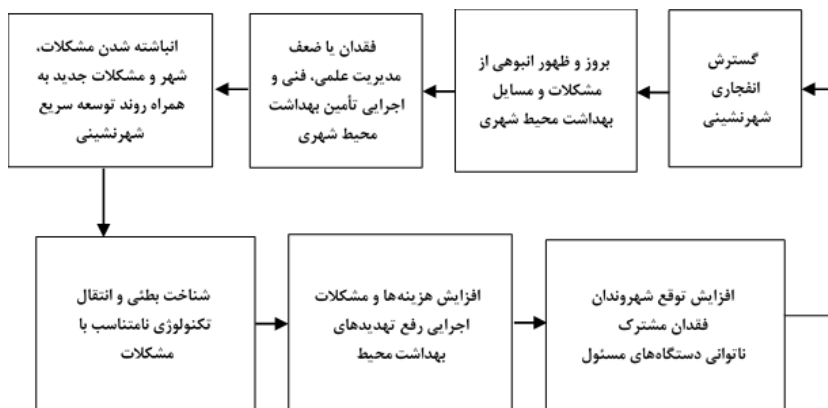 گسترش
انفجاری
شهرنشینی
بروز و ظهور انبوهی از
مشکلات و مسایل
بهداشت محیط شهری
فقدان یا ضعف
مدیریت علمی، فنی و
اجرایی تأمین بهداشت
محیط شهری
انباشته شدن مشکلات،
شهر و مشکلات جدید به
همراه روند توسعه سریع
شهرنشینی
شناخت بطئی و انتقال
تکنولوژی نامتناسب با
مشکلات
افزایش هزینه‌ها و مشکلات
اجرایی رفع تهدیدهای
بهداشت محیط
افزایش توقع شهروندان
فقدان مشترک
ناتوانی دستگاه‌های مسئول